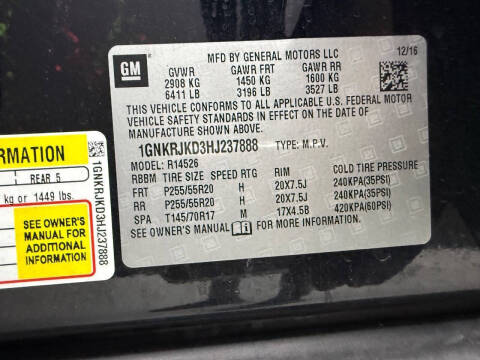 GM
MFD BY GENERAL MOTORS LLC
12/16
GVWR GAWR FRT GAWR RR
2908 KG 1450 KG 1600 KG
6411 LB 3196 LB 3527 LB
THIS VEHICLE CONFORMS TO ALL APPLICABLE U.S. FEDERAL MOTOR
VEHICLE SAFETY STANDARDS IN EFFECT ON THE DATE OF
MANUFACTURE SHOWN ABOVE.
1GNKRJKD3HJ237888 TYPE: M.P.V.
MODEL: R14526
RBBM TIRE SIZE SPEED RTG RIM COLD TIRE PRESSURE
FRT P255/55R20 H 20X7.5J 240KPA(35PSI)
RR P255/55R20 H 20X7.5J 240KPA(35PSI)
SPA T145/70R17 M 17X4.5B 420KPA(60PSI)
SEE OWNER'S MANUAL FOR MORE INFORMATION.
ORMATION
REAR 5
kg or 1449 lbs.
SEE OWNER'S
MANUAL FOR
ADDITIONAL
INFORMATION
1GNKRJKD3HJ237888